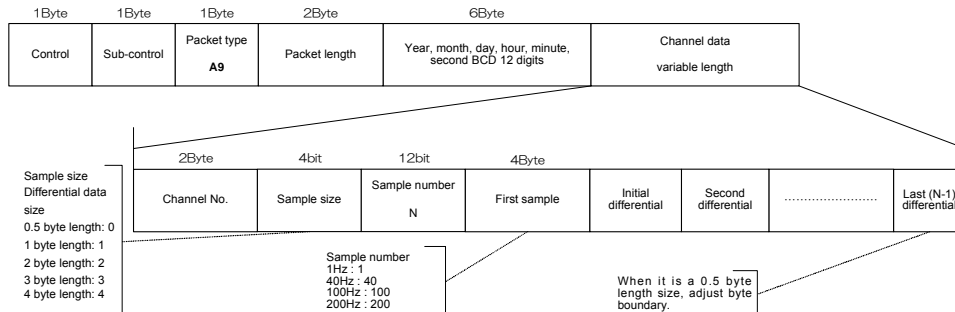 1Byte 1Byte 1Byte 2Byte 6Byte
Control
Sub-control
Packet type
A9
Packet length
Year, month, day, hour, minute,
second BCD 12 digits
Channel data
variable length
2Byte 4bit 12bit 4Byte
Channel No.
Sample size
Sample number
N
First sample
Initial
differential
Second
differential
........................
Last (N-1)
differential
Sample size
Differential data
size
0.5 byte length: 0
1 byte length: 1
2 byte length: 2
3 byte length: 3
4 byte length: 4
Sample number
1Hz : 1
40Hz : 40
100Hz : 100
200Hz : 200
When it is a 0.5 byte
length size, adjust byte
boundary.